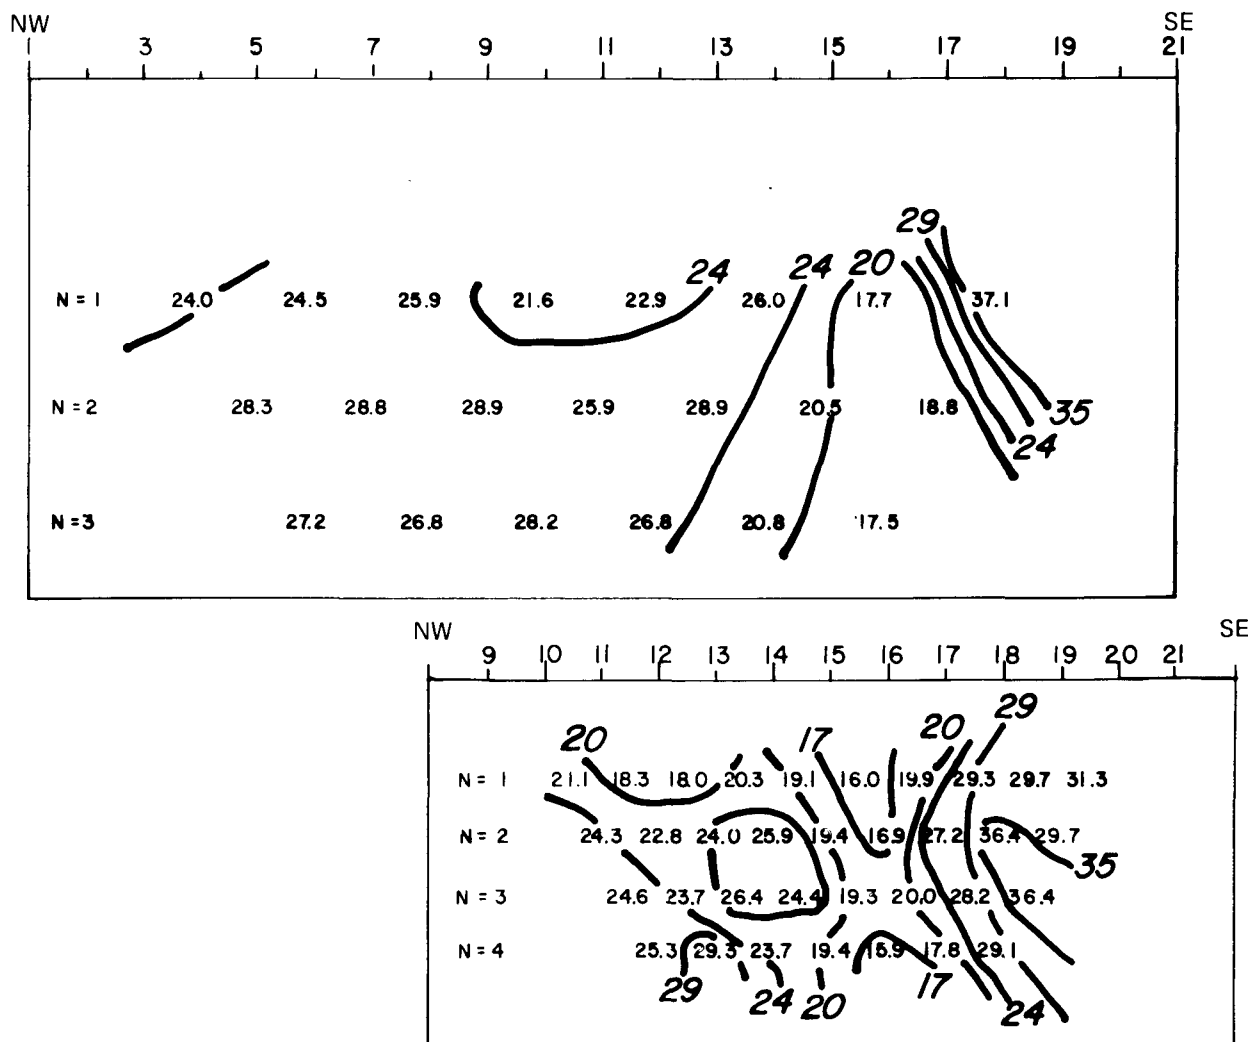 NW SE
1 3 5 7 9 11 13 15 17 19 21
29
24 24 20
N = 1 24.0 24.5 25.9 21.6 22.9 26.0 17.7 37.1
N = 2 28.3 28.8 28.9 25.9 28.9 20.5 18.8 35
24
N = 3 27.2 26.8 28.2 26.8 20.8 17.5
NW SE
9 10 11 12 13 14 15 16 17 18 19 20 21
20 17 20 29
N = 1 21.1 18.3 18.0 20.3 19.1 16.0 19.9 29.3 29.7 31.3
N = 2 24.3 22.8 24.0 25.9 19.4 16.9 27.2 36.4 29.7
35
N = 3 24.6 23.7 26.4 24.4 19.3 20.0 28.2 36.4
N = 4 25.3 29.3 23.7 19.4 15.9 17.8 29.1
29 24 20 17 24